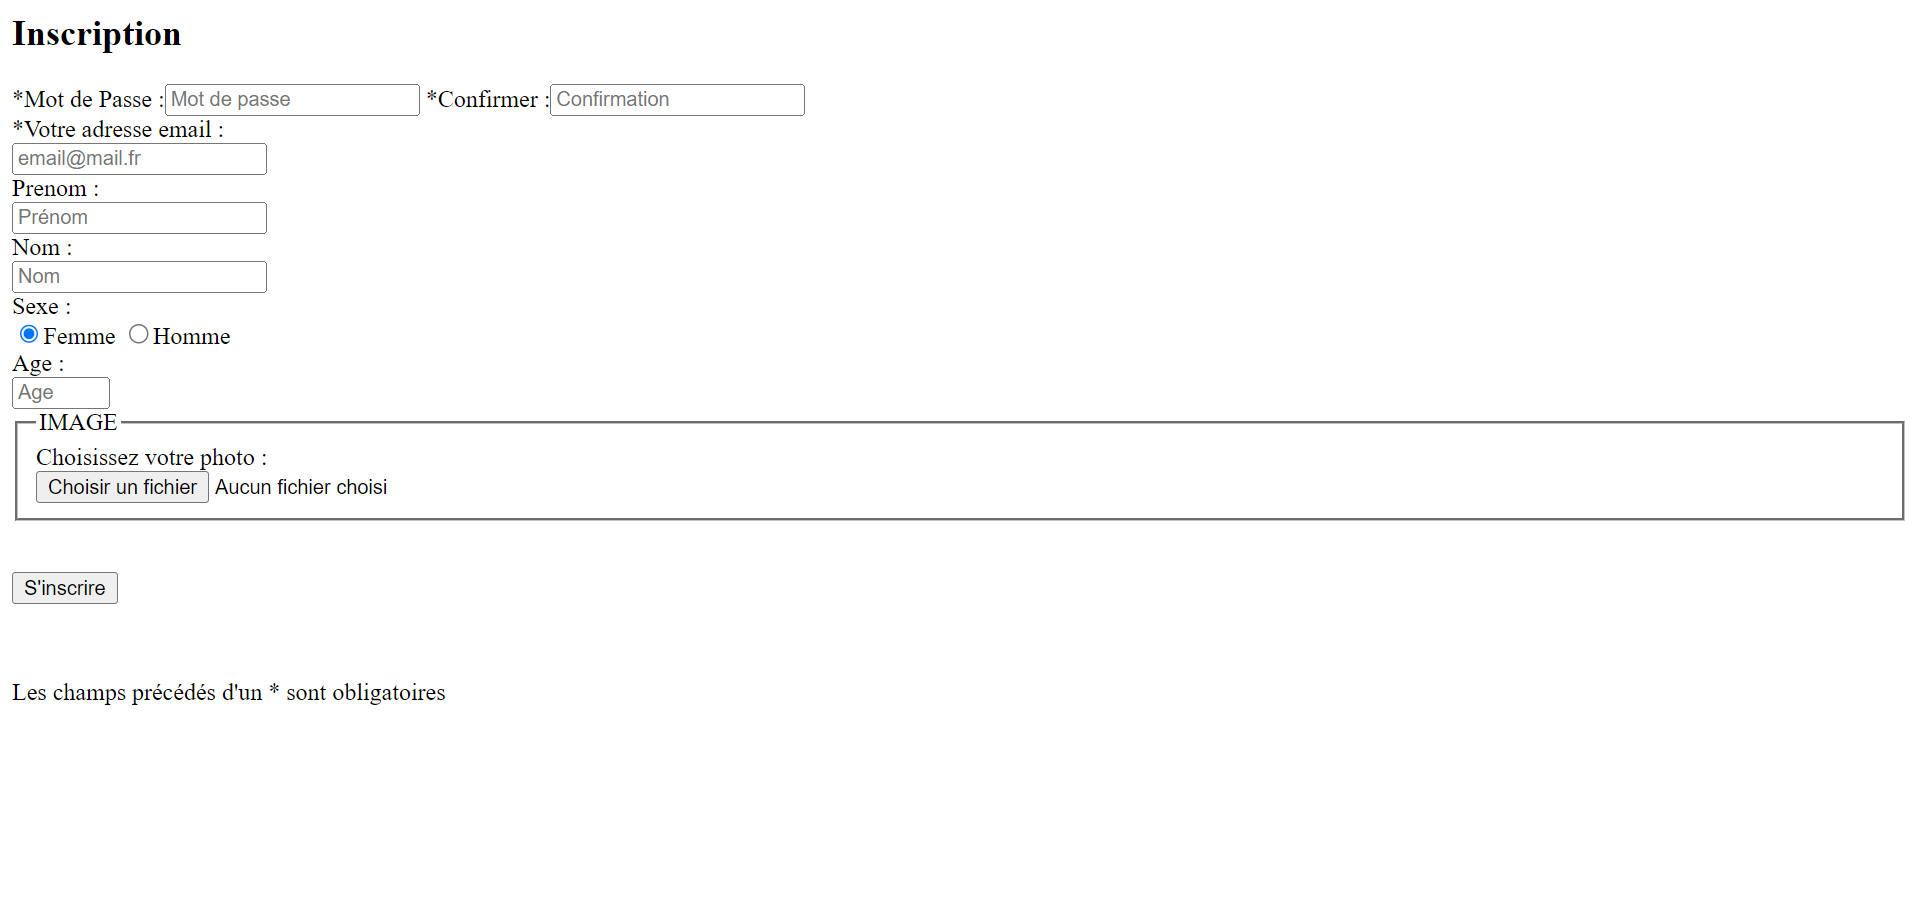 Inscription
*Mot de Passe : Mot de passe *Confirmer : Confirmation
*Votre adresse email :
email@mail.fr
Prenom :
Prénom
Nom :
Nom
Sexe :
Femme Homme
Age :
Age
IMAGE
Choisissez votre photo :
Choisir un fichier Aucun fichier choisi
S'inscrire
Les champs précédés d'un * sont obligatoires